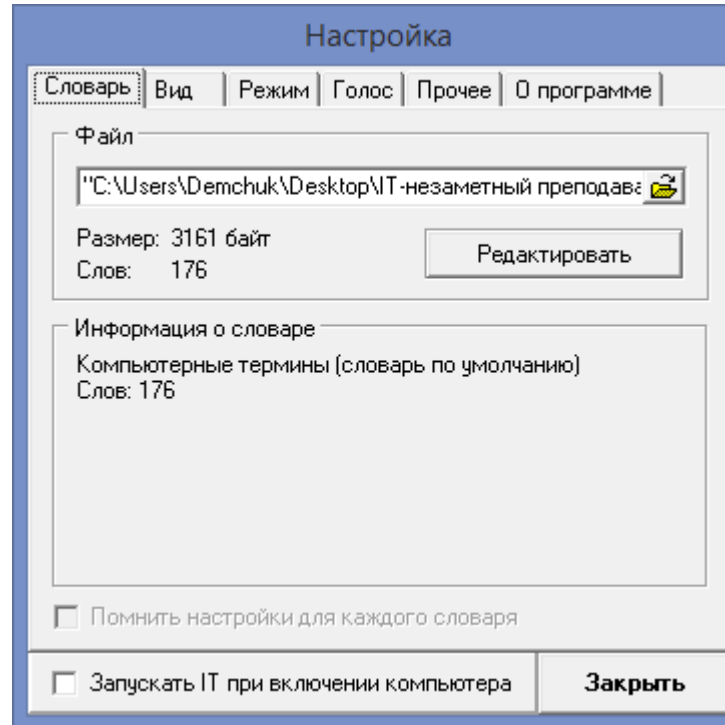 Настройка
Словарь Вид Режим Голос Прочее О программе
Файл
"C:\Users\Demchuk\Desktop\IT-незаметный преподава
Размер: 3161 байт
Редактировать
Слов: 176
Информация о словаре
Компьютерные термины (словарь по умолчанию)
Слов: 176
Помнить настройки для каждого словаря
Запускать IT при включении компьютера Закрыть